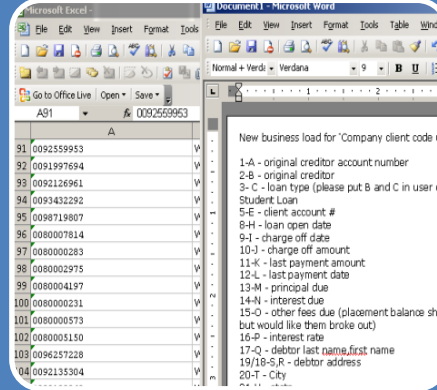 Microsoft Excel -
File Edit View Insert Format Tools
Go to Office Live Open Save
A91 fx 0092559953
A
91 0092559953
92 0091997694
93 0092126961
94 0093432292
95 0098719807
96 0080007814
97 0080000283
98 0080002975
99 0080004197
100 0080000231
101 0080000573
102 0080005150
103 0096257228
104 0092135304
Document1 - Microsoft Word
File Edit View Insert Format Tools Table
Normal + Verda Verdana 9 B U
L 1 2
New business load for "Company client code
1-A - original creditor account number
2-B - original creditor
3- C - loan type (please put B and C in user
Student Loan
5-E - client account #
8-H - loan open date
9-I - charge off date
10-J - charge off amount
11-K - last payment amount
12-L - last payment date
13-M - principal due
14-N - interest due
15-O - other fees due (placement balance sh
but would like them broke out)
16-P - interest rate
17-Q - debtor last name,first name
19/18-S,R - debtor address
20-T - City